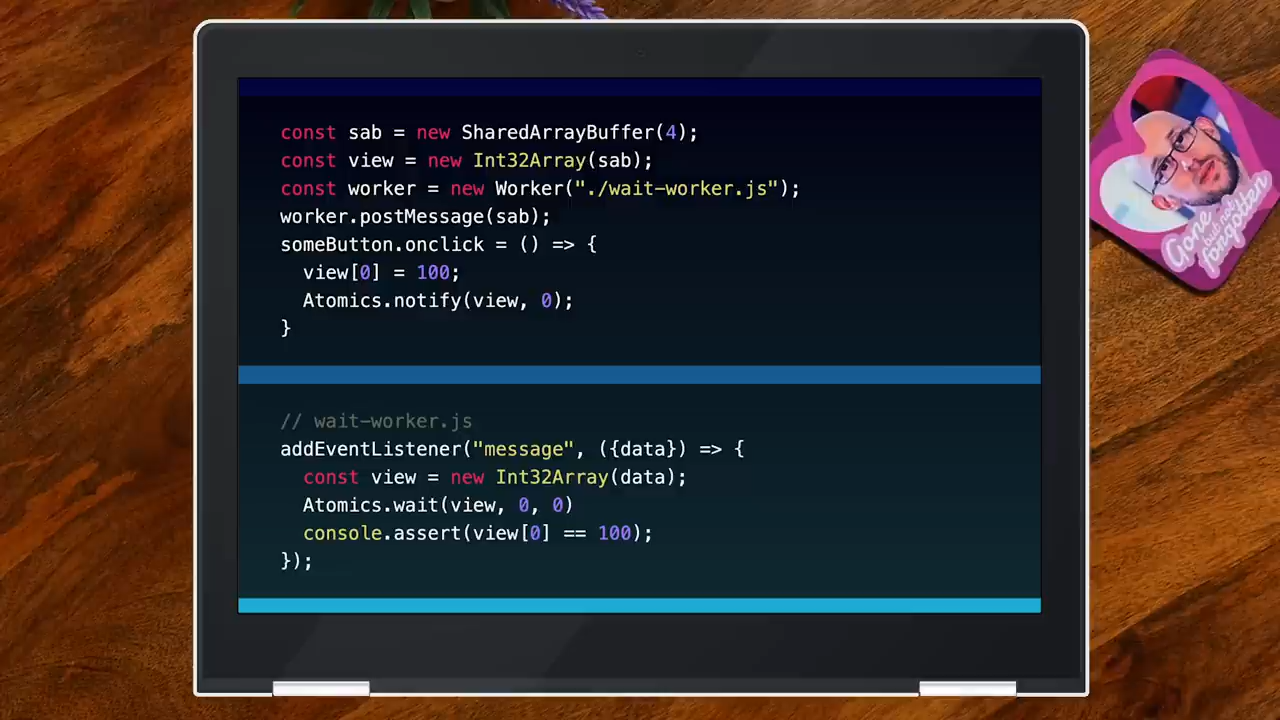 const sab = new SharedArrayBuffer(4);
const view = new Int32Array(sab);
const worker = new Worker("./wait-worker.js");
worker.postMessage(sab);
someButton.onclick = () => {
  view[0] = 100;
  Atomics.notify(view, 0);
}
// wait-worker.js
addEventListener("message", ({data}) => {
  const view = new Int32Array(data);
  Atomics.wait(view, 0, 0)
  console.assert(view[0] == 100);
});
Gone
but not
forgotten